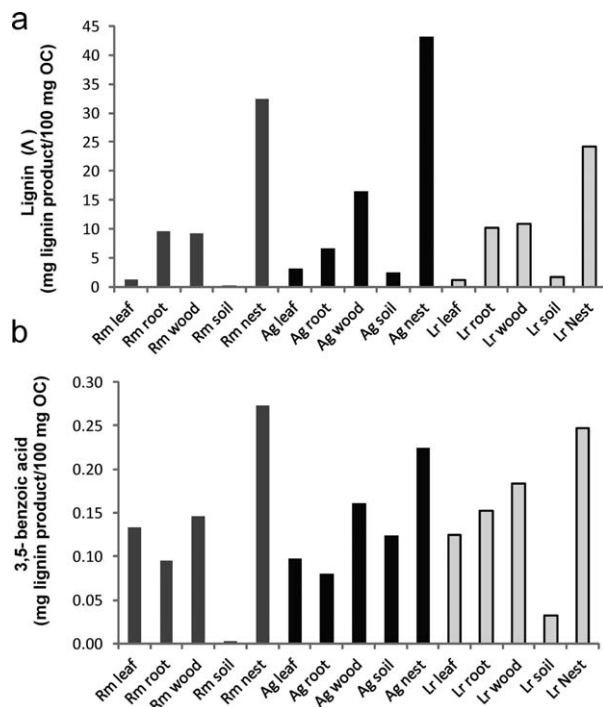 a
Lignin (Λ)
(mg lignin product/100 mg OC)
45
40
35
30
25
20
15
10
5
0
Rm leaf
Rm root
Rm wood
Rm soil
Rm nest
Ag leaf
Ag root
Ag wood
Ag soil
Ag nest
Lr leaf
Lr root
Lr wood
Lr soil
Lr Nest
b
3,5- benzoic acid
(mg lignin product/100 mg OC)
0.30
0.25
0.20
0.15
0.10
0.05
0.00
Rm leaf
Rm root
Rm wood
Rm soil
Rm nest
Ag leaf
Ag root
Ag wood
Ag soil
Ag nest
Lr leaf
Lr root
Lr wood
Lr soil
Lr Nest